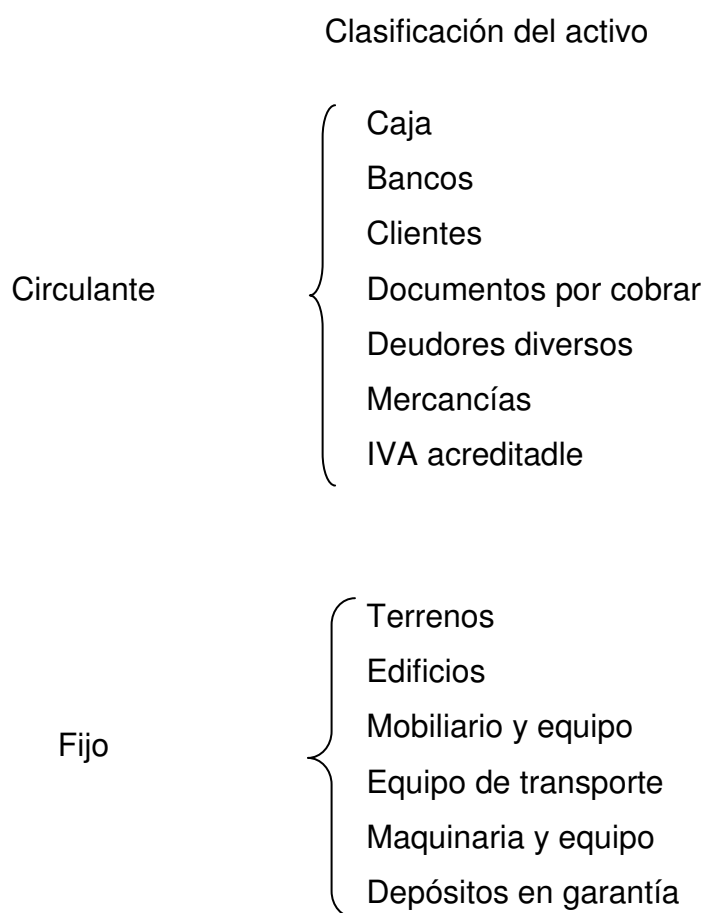 Clasificación del activo
Circulante
Caja
Bancos
Clientes
Documentos por cobrar
Deudores diversos
Mercancías
IVA acreditadle
Fijo
Terrenos
Edificios
Mobiliario y equipo
Equipo de transporte
Maquinaria y equipo
Depósitos en garantía